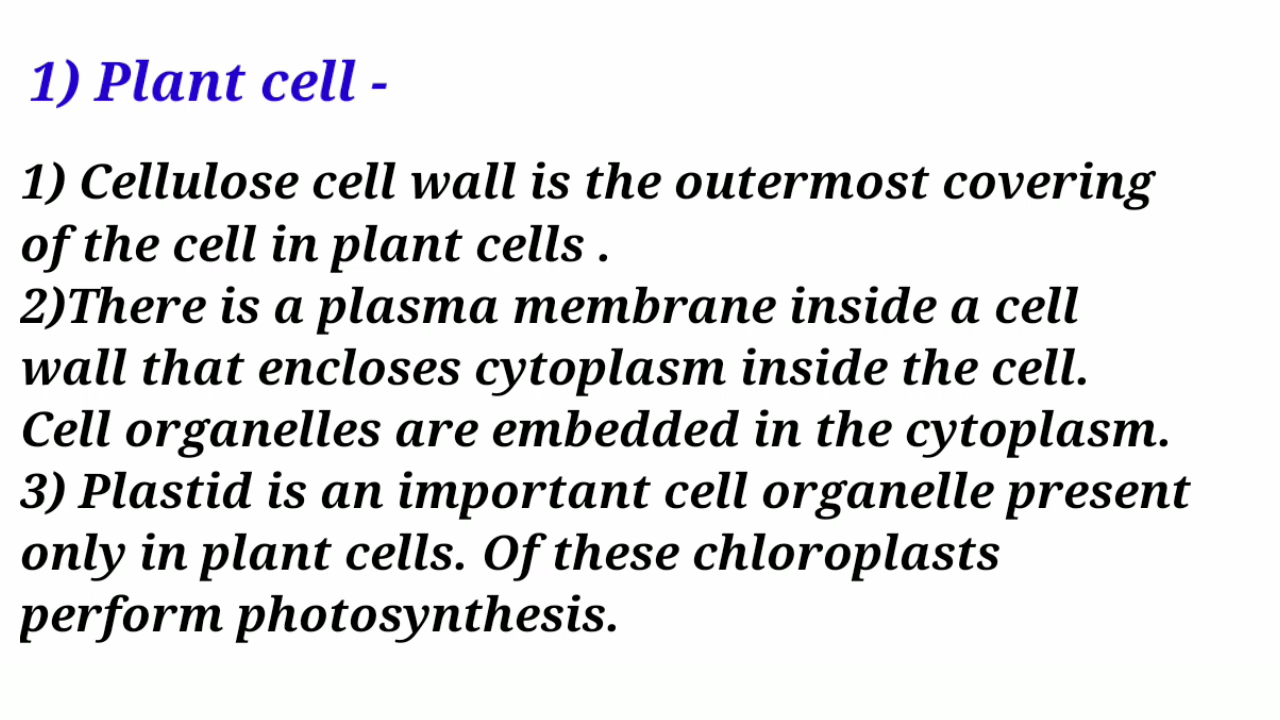 1) Plant cell -
1) Cellulose cell wall is the outermost covering
of the cell in plant cells .
2)There is a plasma membrane inside a cell
wall that encloses cytoplasm inside the cell.
Cell organelles are embedded in the cytoplasm.
3) Plastid is an important cell organelle present
only in plant cells. Of these chloroplasts
perform photosynthesis.